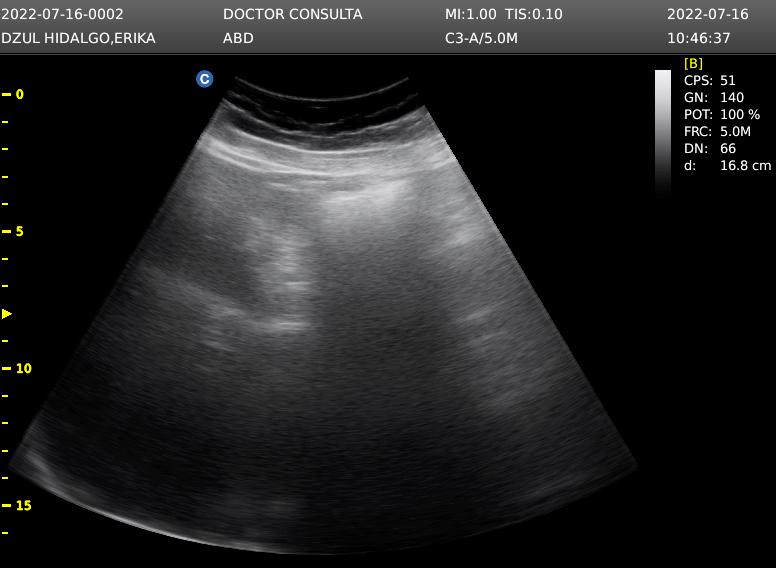 2022-07-16-0002 DOCTOR CONSULTA MI:1.00 TIS:0.10 2022-07-16
DZUL HIDALGO,ERIKA ABD C3-A/5.0M 10:46:37
[B]
C
CPS: 51
0
GN: 140
POT: 100 %
FRC: 5.0M
DN: 66
d: 16.8 cm
5
10
15